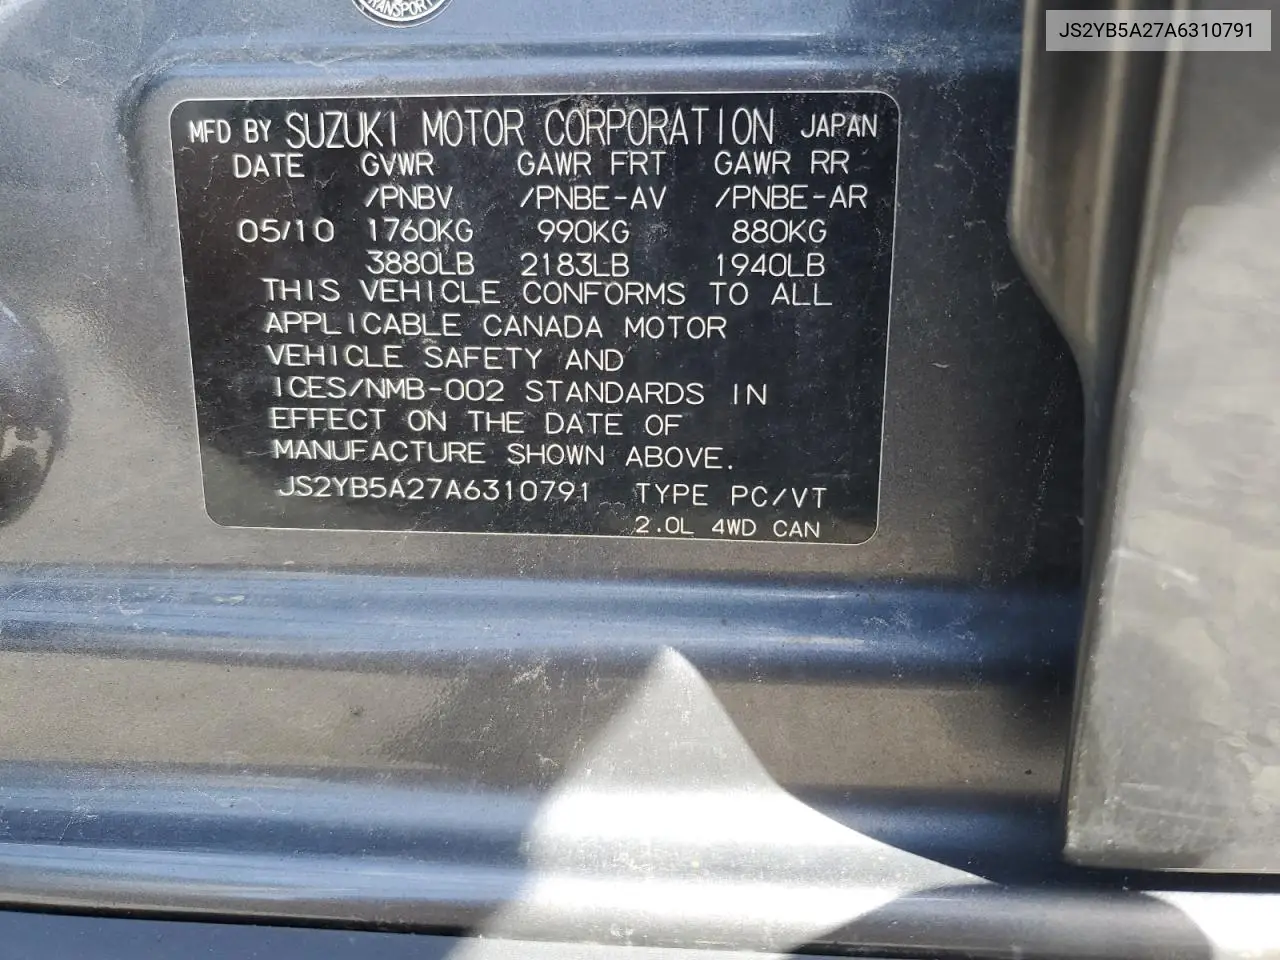 TRANSPORT
JS2YB5A27A6310791
MFD BY SUZUKI MOTOR CORPORATION JAPAN
DATE GVWR GAWR FRT GAWR RR
/PNBV /PNBE-AV /PNBE-AR
05/10 1760KG 990KG 880KG
3880LB 2183LB 1940LB
THIS VEHICLE CONFORMS TO ALL
APPLICABLE CANADA MOTOR
VEHICLE SAFETY AND
ICES/NMB-002 STANDARDS IN
EFFECT ON THE DATE OF
MANUFACTURE SHOWN ABOVE.
JS2YB5A27A6310791 TYPE PC/VT
2.0L 4WD CAN